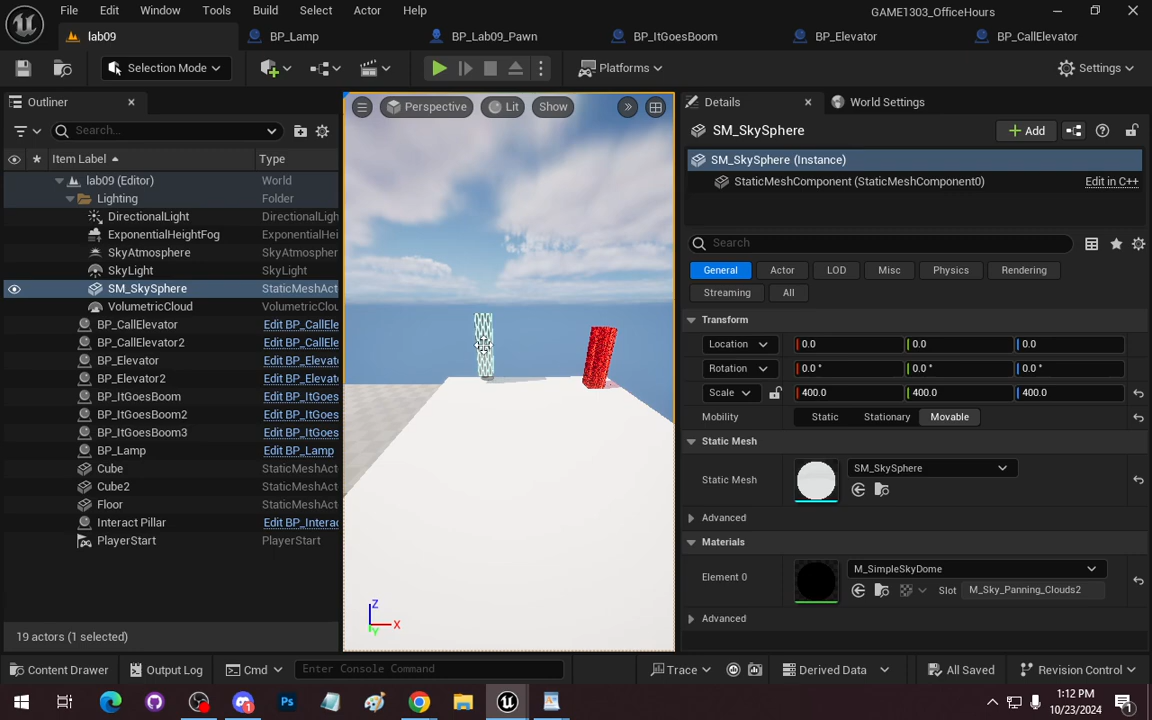 File Edit Window Tools Build Select Actor Help GAME1303_OfficeHours
lab09 BP_Lamp BP_Lab09_Pawn BP_ItGoesBoom BP_Elevator BP_CallElevator
Selection Mode Platforms Settings
Outliner Perspective Lit Show Details World Settings
Search... SM_SkySphere Add
Item Label Type SM_SkySphere (Instance)
lab09 (Editor) World StaticMeshComponent (StaticMeshComponent0) Edit in C++
Lighting Folder
DirectionalLight DirectionalLigh
ExponentialHeightFog ExponentialHei
SkyAtmosphere SkyAtmosphere
SkyLight SkyLight
SM_SkySphere StaticMeshAct
VolumetricCloud VolumetricClou
BP_CallElevator Edit BP_CallEle
BP_CallElevator2 Edit BP_CallEle
BP_Elevator Edit BP_Elevat
BP_Elevator2 Edit BP_Elevat
BP_ItGoesBoom Edit BP_ItGoes
BP_ItGoesBoom2 Edit BP_ItGoes
BP_ItGoesBoom3 Edit BP_ItGoes
BP_Lamp Edit BP_Lamp
Cube StaticMeshAct
Cube2 StaticMeshAct
Floor StaticMeshAct
Interact Pillar Edit BP_Interac
PlayerStart PlayerStart
19 actors (1 selected)
Z
X
Y
Search
General Actor LOD Misc Physics Rendering
Streaming All
Transform
Location 0.0 0.0 0.0
Rotation 0.0 ° 0.0 ° 0.0 °
Scale 400.0 400.0 400.0
Mobility Static Stationary Movable
Static Mesh
Static Mesh SM_SkySphere
Advanced
Materials
Element 0 M_SimpleSkyDome
Slot M_Sky_Panning_Clouds2
Advanced
Content Drawer Output Log Cmd Enter Console Command Trace Derived Data All Saved Revision Control
Ps 1:12 PM
10/23/2024 1